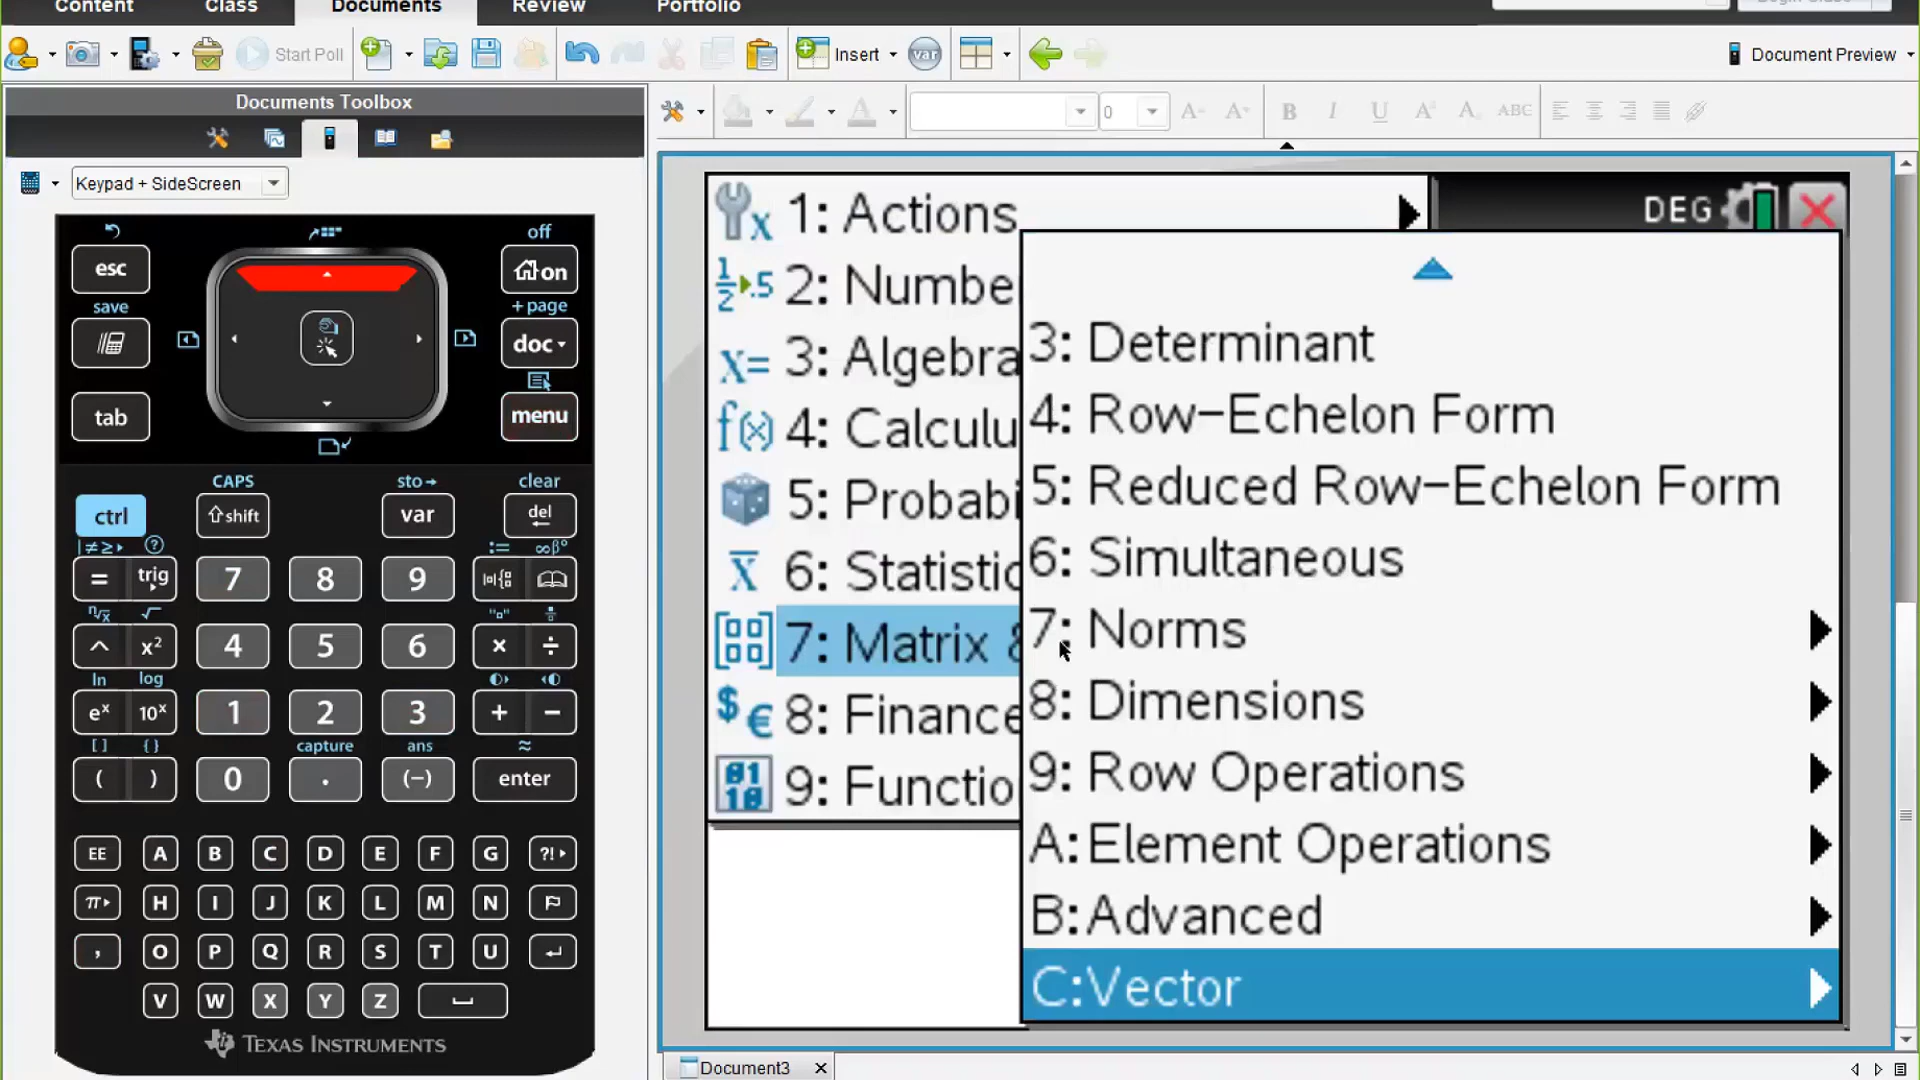 Content Class Documents Review Portfolio
Start Poll Insert var Document Preview
Documents Toolbox
0 B I U A ABC
Keypad + SideScreen
esc off on
save + page
doc
tab menu
CAPS sto→ clear
ctrl shift var del
= trig 7 8 9
^ x² 4 5 6 × ÷
ln log
eˣ 10ˣ 1 2 3 + −
[ ] { } capture ans ≈
( ) 0 . (−) enter
EE A B C D E F G ?!▸
π▸ H I J K L M N
, O P Q R S T U
V W X Y Z
TEXAS INSTRUMENTS
DEG
1: Actions
2: Numbe
3: Algebra
4: Calculu
5: Probabi
6: Statistic
7: Matrix &
8: Finance
9: Functio
3: Determinant
4: Row-Echelon Form
5: Reduced Row-Echelon Form
6: Simultaneous
7: Norms
8: Dimensions
9: Row Operations
A: Element Operations
B: Advanced
C: Vector
Document3